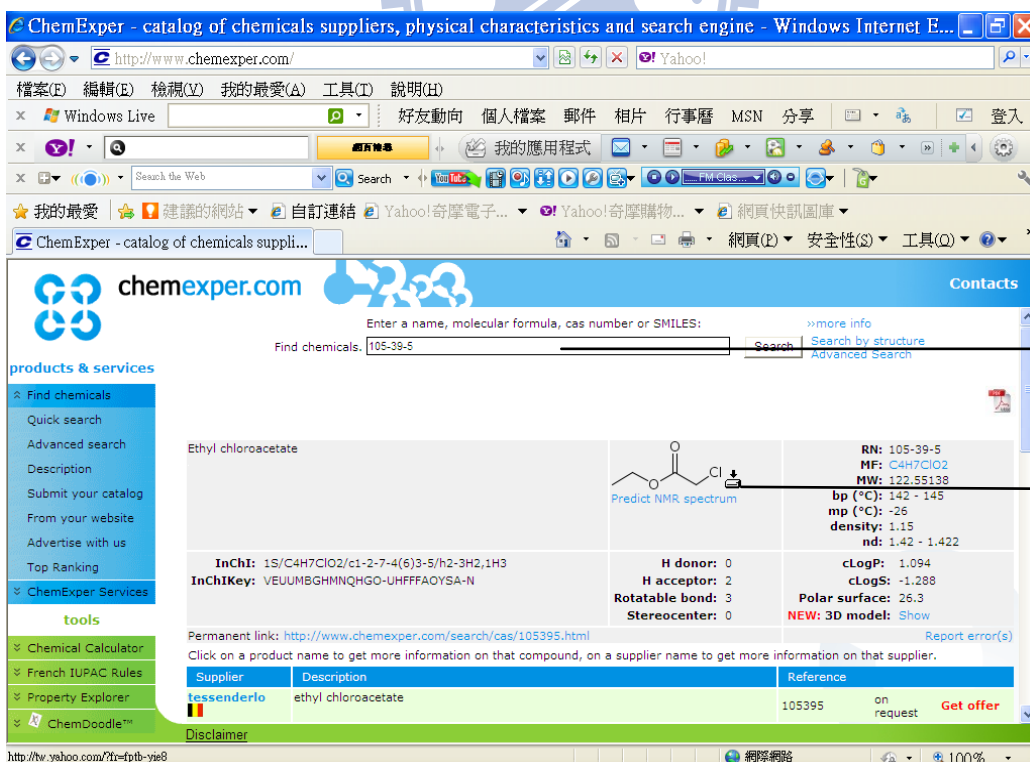 ChemExper - catalog of chemicals suppliers, physical characteristics and search engine - Windows Internet E...
http://www.chemexper.com/ Yahoo!
檔案(F) 編輯(E) 檢視(V) 我的最愛(A) 工具(T) 說明(H)
x Windows Live 好友動向 個人檔案 郵件 相片 行事曆 MSN 分享 登入
x 網頁搜尋 我的應用程式
x Search the Web Search YouTube FM Clas...
我的最愛 建議的網站 自訂連結 Yahoo!奇摩電子... Yahoo!奇摩購物... 網頁快訊圖庫
ChemExper - catalog of chemicals suppli... 網頁(P) 安全性(S) 工具(O)
chemexper.com Contacts
Enter a name, molecular formula, cas number or SMILES: »more info
Find chemicals. 105-39-5 Search Search by structure
Advanced Search
products & services
Find chemicals
Quick search
Advanced search
Description
Submit your catalog
From your website
Advertise with us
Top Ranking
ChemExper Services
tools
Chemical Calculator
French IUPAC Rules
Property Explorer
ChemDoodle™
Ethyl chloroacetate
O
O
Cl
Predict NMR spectrum
RN: 105-39-5
MF: C4H7ClO2
MW: 122.55138
bp (°C): 142 - 145
mp (°C): -26
density: 1.15
nd: 1.42 - 1.422
InChI: 1S/C4H7ClO2/c1-2-7-4(6)3-5/h2-3H2,1H3
InChIKey: VEUUMBGHMNQHGO-UHFFFAOYSA-N
H donor: 0
H acceptor: 2
Rotatable bond: 3
Stereocenter: 0
cLogP: 1.094
cLogS: -1.288
Polar surface: 26.3
NEW: 3D model: Show
Permanent link: http://www.chemexper.com/search/cas/105395.html Report error(s)
Click on a product name to get more information on that compound, on a supplier name to get more information on that supplier.
Supplier Description Reference
tessenderlo ethyl chloroacetate 105395 on request Get offer
Disclaimer
http://tw.yahoo.com/?fr=fptb-yie8 網際網路 100%